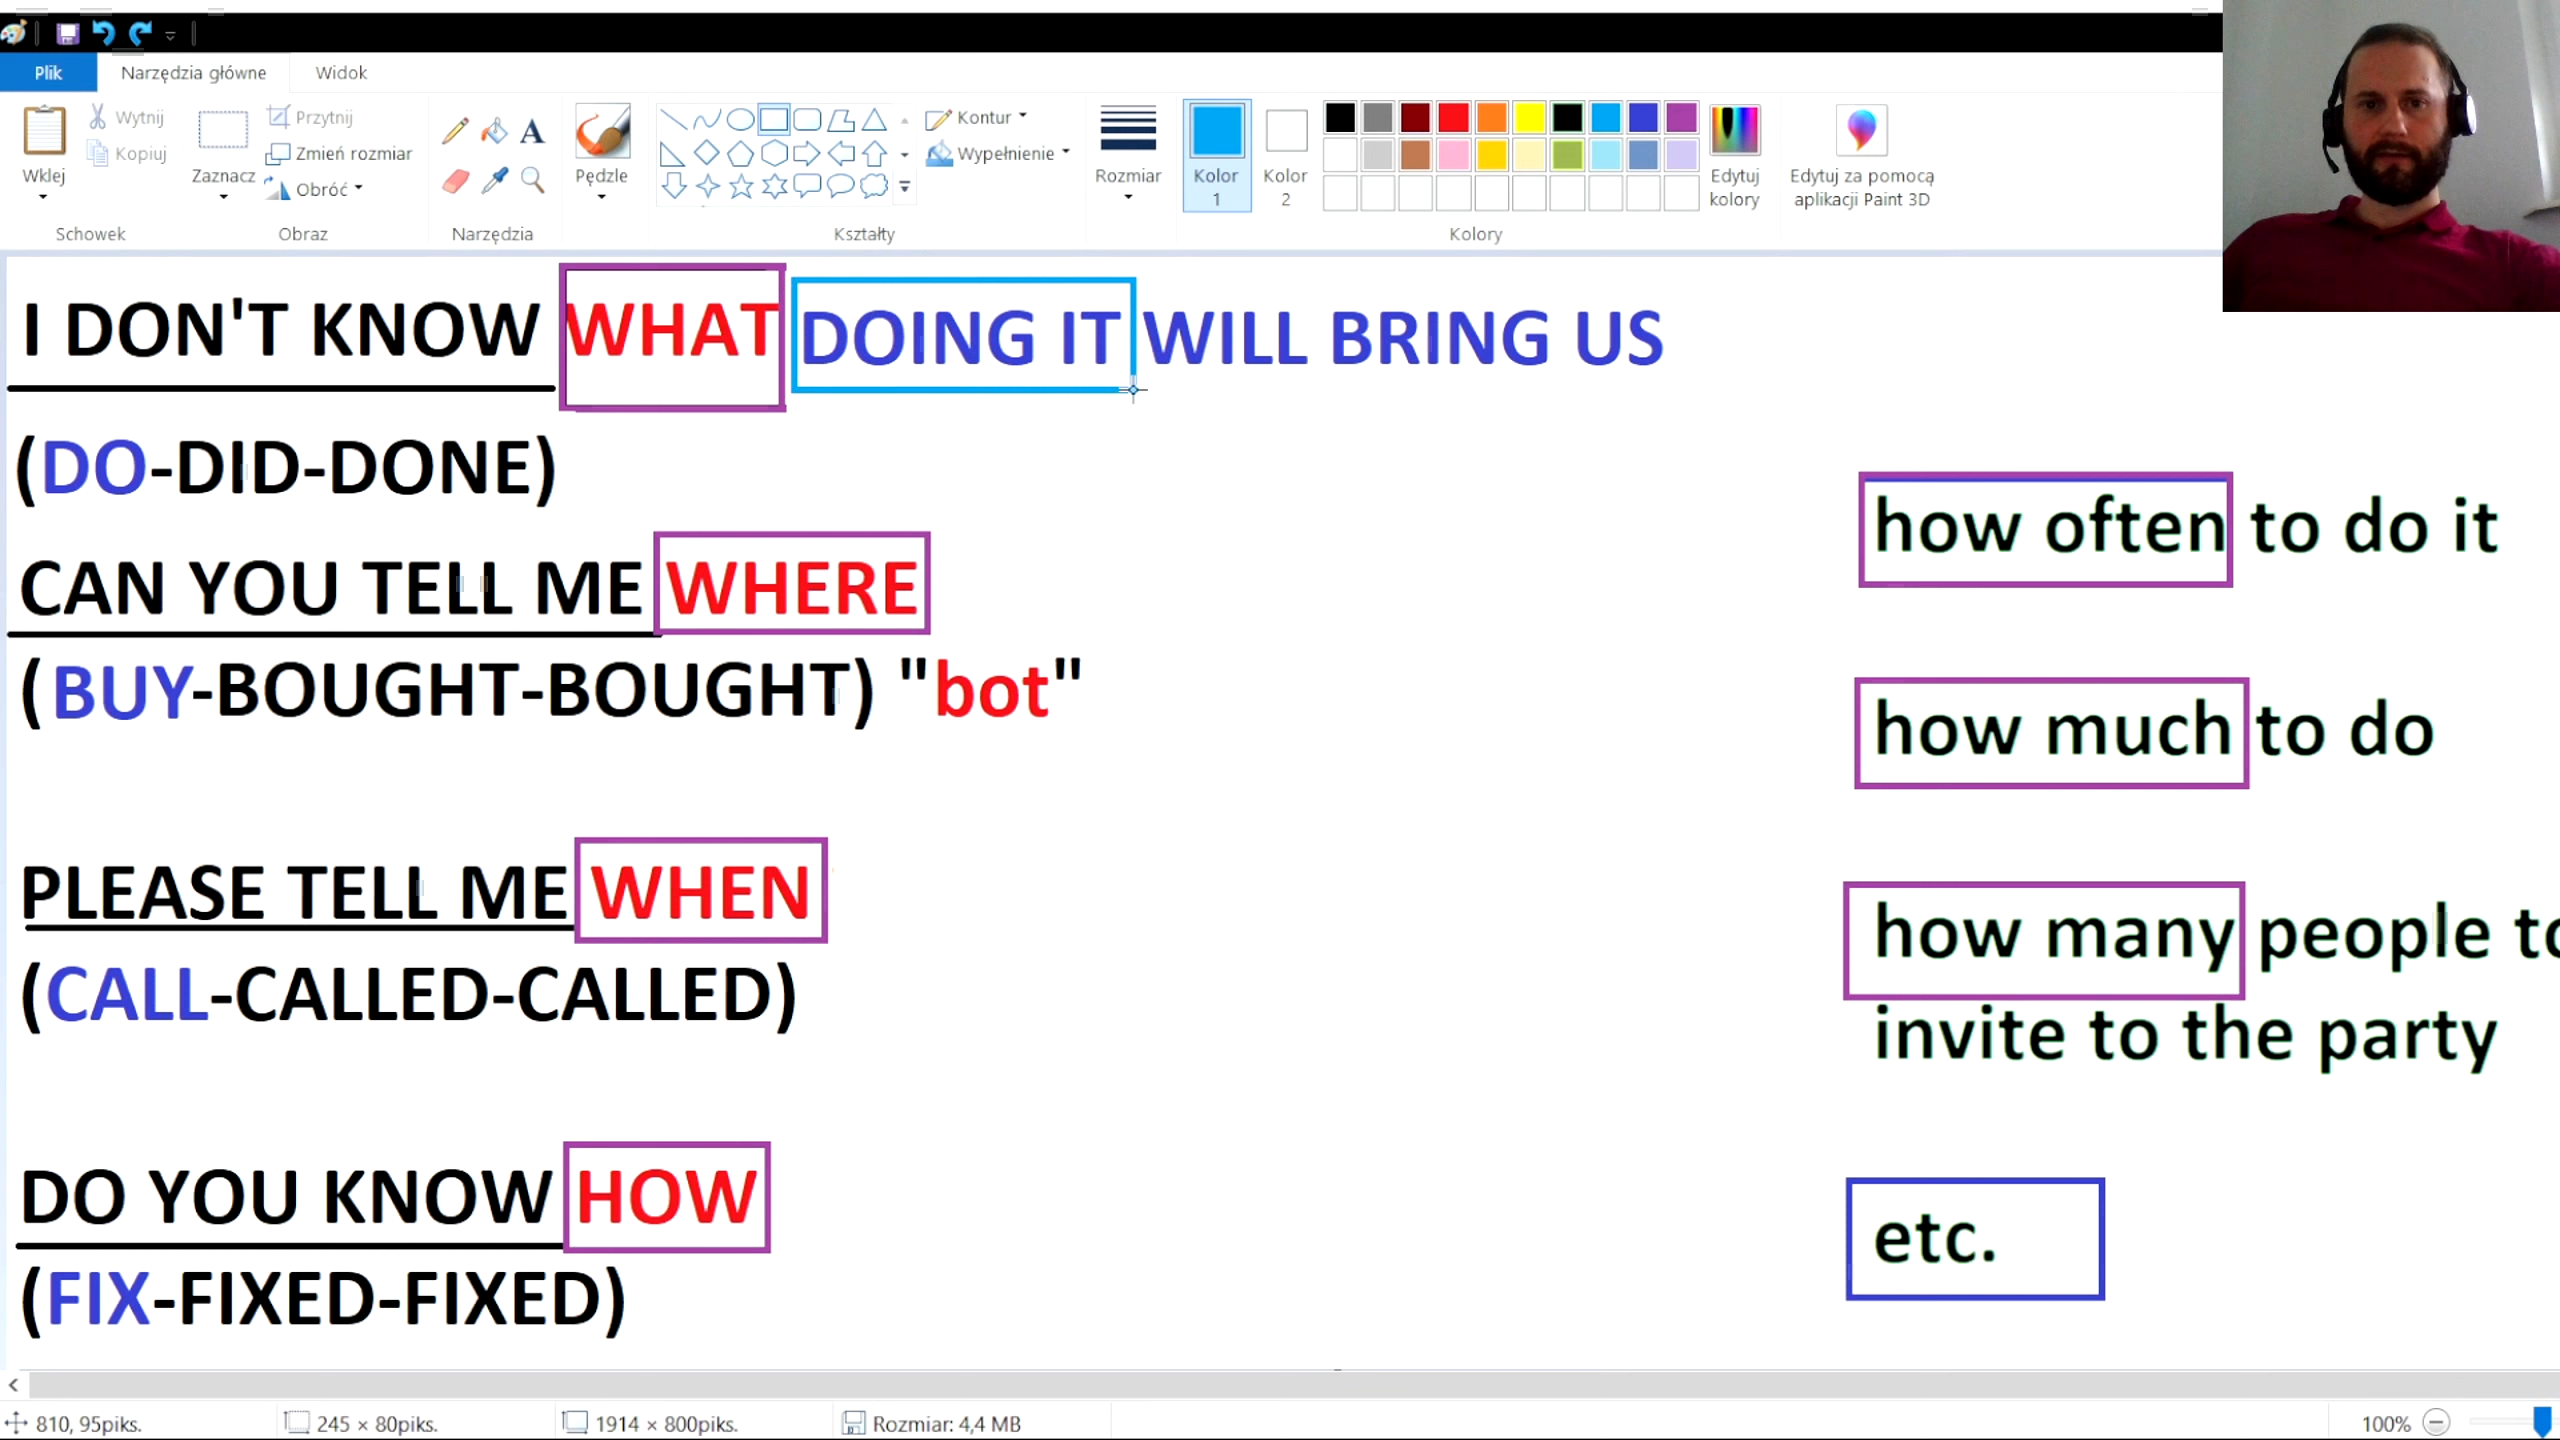 Plik Narzędzia główne Widok
Wklej
Wytnij
Kopiuj
Schowek
Zaznacz
Przytnij
Zmień rozmiar
Obróć
Obraz
Narzędzia
Pędzle
Kontur
Wypełnienie
Kształty
Rozmiar
Kolor 1
Kolor 2
Edytuj kolory
Kolory
Edytuj za pomocą aplikacji Paint 3D
I DON'T KNOW WHAT DOING IT WILL BRING US
(DO-DID-DONE)
CAN YOU TELL ME WHERE
(BUY-BOUGHT-BOUGHT) "bot"
PLEASE TELL ME WHEN
(CALL-CALLED-CALLED)
DO YOU KNOW HOW
(FIX-FIXED-FIXED)
how often to do it
how much to do
how many people to
invite to the party
etc.
810, 95piks. 245 × 80piks. 1914 × 800piks. Rozmiar: 4,4 MB 100%